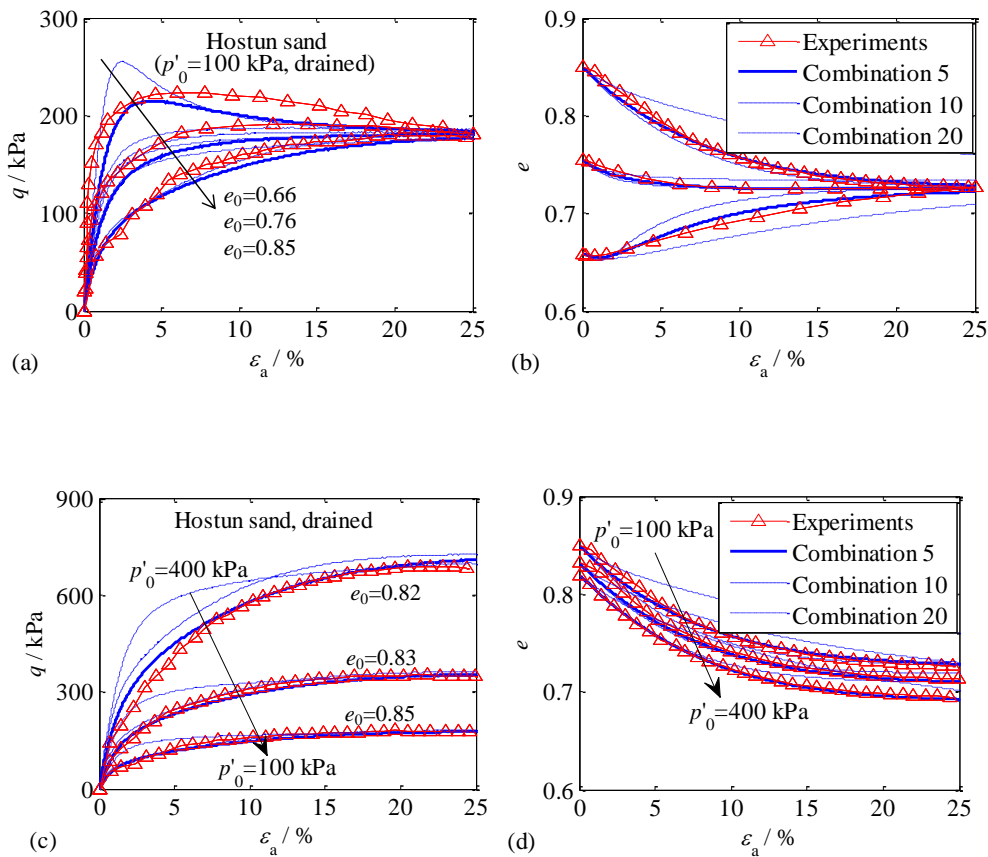 300
200
100
0
q / kPa
Hostun sand
(p'0=100 kPa, drained)
e0=0.66
e0=0.76
e0=0.85
0 5 10 15 20 25
(a)
εa / %
0.9
0.8
0.7
0.6
e
Experiments
Combination 5
Combination 10
Combination 20
0 5 10 15 20 25
(b)
εa / %
900
600
300
0
q / kPa
Hostun sand, drained
p'0=400 kPa
e0=0.82
e0=0.83
e0=0.85
p'0=100 kPa
0 5 10 15 20 25
(c)
εa / %
0.9
0.8
0.7
0.6
e
p'0=100 kPa
Experiments
Combination 5
Combination 10
Combination 20
p'0=400 kPa
0 5 10 15 20 25
(d)
εa / %